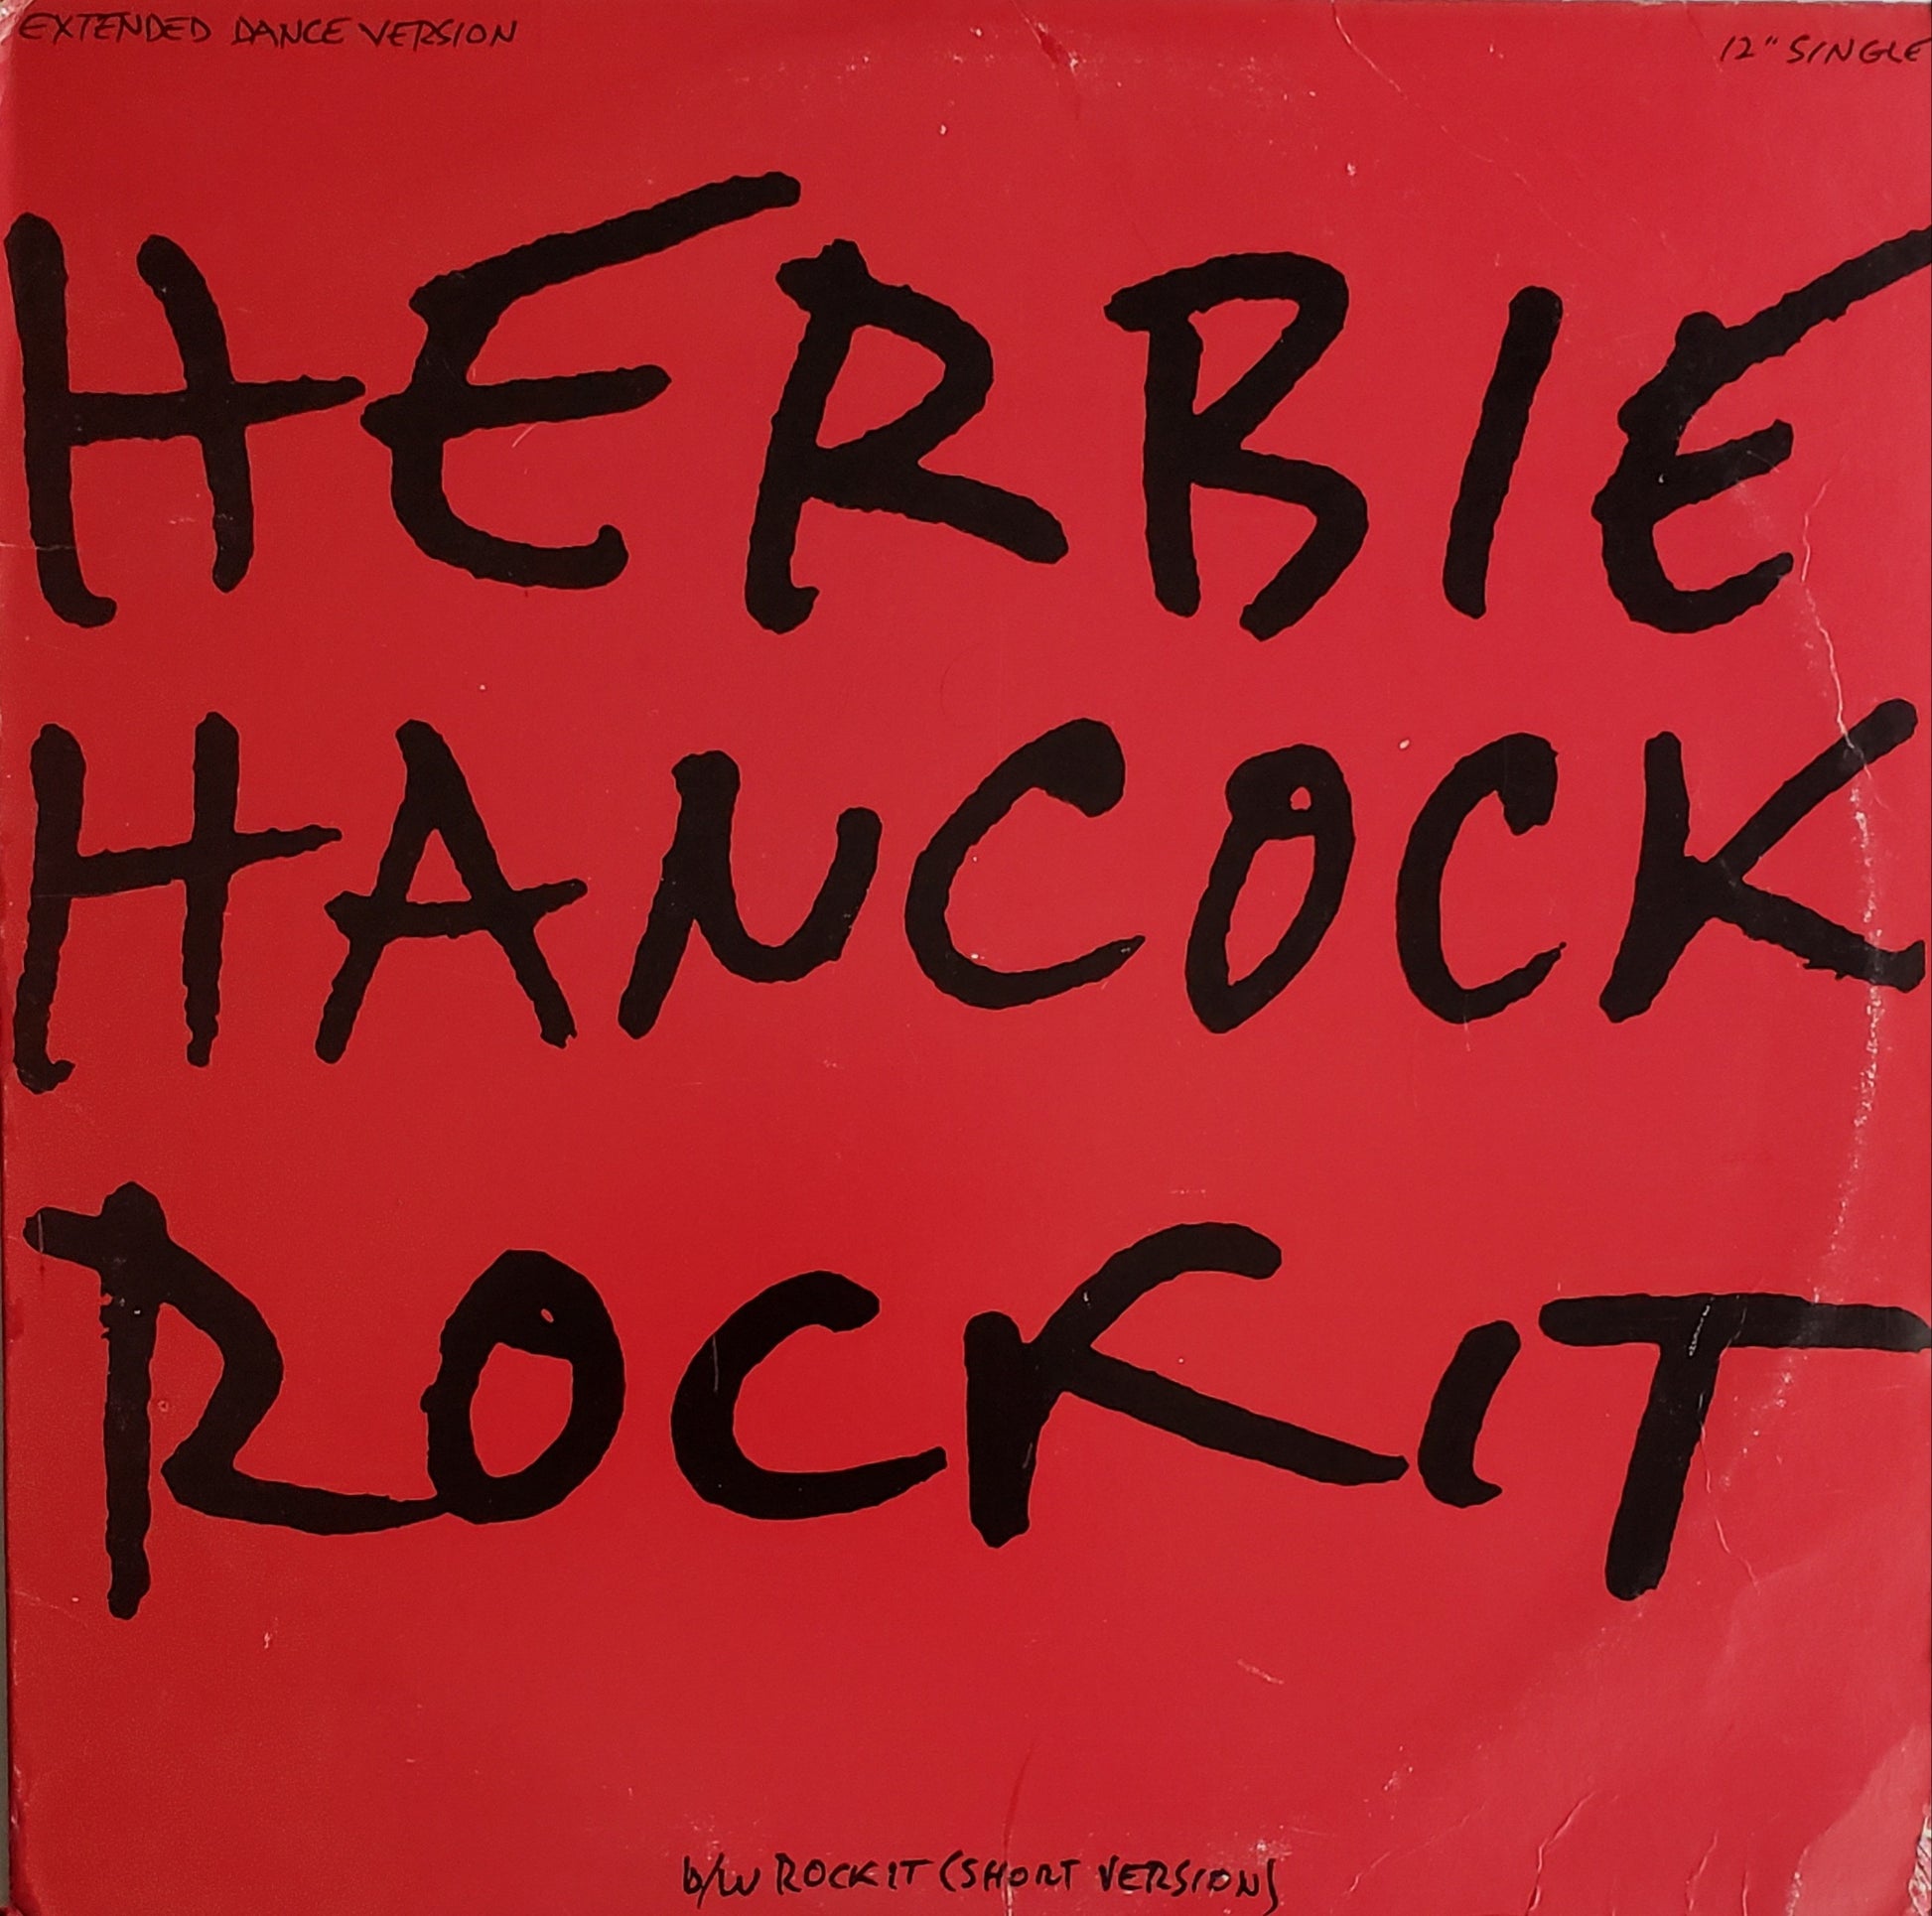 EXTENDED DANCE VERSION
12" SINGLE
HERBIE
HANCOCK
ROCKIT
b/w ROCKIT (SHORT VERSION)